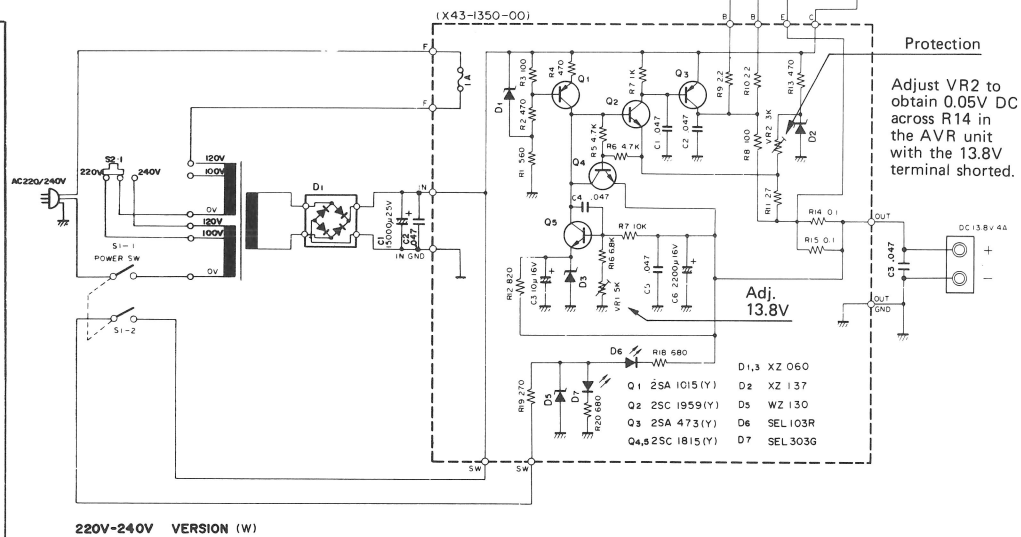 (X43-1350-00)
B B E C
F
F
1A
R3 100
R4 470
Q1
R7 1K
Q3
R9 2.2
R10 2.2
R13 470
Protection
D1
R2 470
Q2
C1 .047
C2 .047
R8 100
VR2 3K
D2
Adjust VR2 to
obtain 0.05V DC
across R14 in
the AVR unit
with the 13.8V
terminal shorted.
R1 560
R5 4.7K
R6 4.7K
Q4
C4 .047
R11 27
S2-1
220V 240V
120V
100V
0V
120V
100V
0V
AC220/240V
S1-1
POWER SW
S1-2
D1
C1
15000μ25V
C2
.047
IN
IN GND
Q5
R7 10K
R16 6.8K
VR1 5K
R12 820
C3 10μ16V
D3
C5 .047
C6 2200μ16V
Adj.
13.8V
R14 0.1
R15 0.1
OUT
OUT
GND
C3 .047
DC13.8V 4A
+
−
D6
R18 680
R19 270
D5
D7
R20 680
D1,3 XZ 060
Q1 2SA 1015(Y) D2 XZ 137
Q2 2SC 1959(Y) D5 WZ 130
Q3 2SA 473(Y) D6 SEL103R
Q4,5 2SC 1815(Y) D7 SEL303G
SW SW
220V-240V VERSION (W)